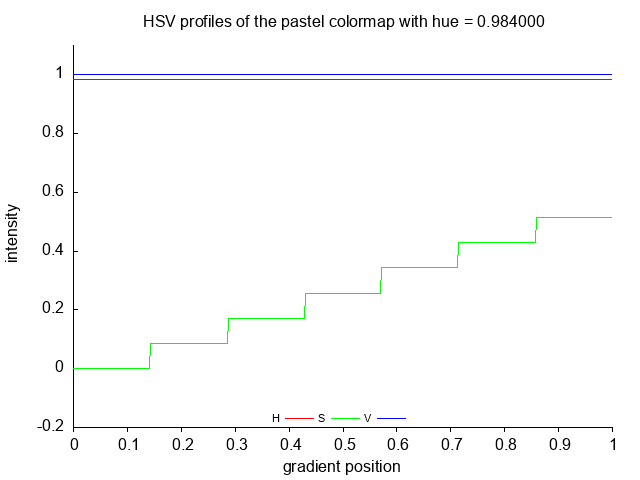 HSV profiles of the pastel colormap with hue = 0.984000
1
0.8
0.6
0.4
0.2
0
-0.2
intensity
H S V
0 0.1 0.2 0.3 0.4 0.5 0.6 0.7 0.8 0.9 1
gradient position